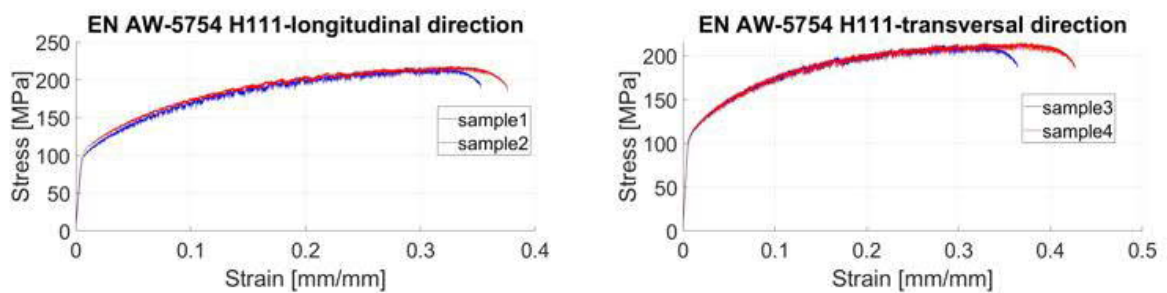 EN AW-5754 H111-longitudinal direction
250
200
150
100
50
0
Stress [MPa]
0
0.1
0.2
0.3
0.4
Strain [mm/mm]
sample1
sample2
EN AW-5754 H111-transversal direction
200
150
100
50
0
Stress [MPa]
0
0.1
0.2
0.3
0.4
0.5
Strain [mm/mm]
sample3
sample4